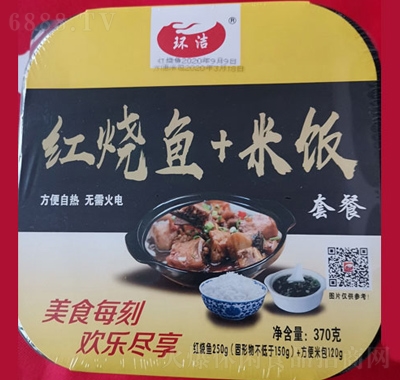 6888.TV
环洁®
红烧鱼+米饭
套餐
方便自热 无需火电
图片仅供参考
美食每刻
欢乐尽享
净含量：370克
红烧鱼250g（固形物不低于150g）+方便米包120g